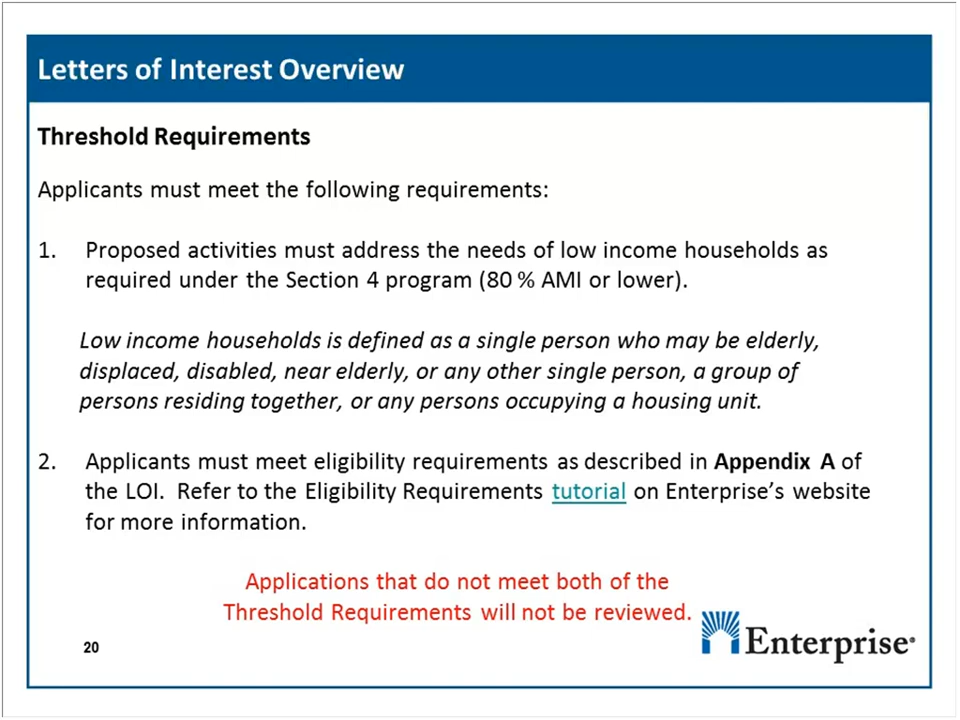 Letters of Interest Overview
Threshold Requirements
Applicants must meet the following requirements:
1. Proposed activities must address the needs of low income households as
required under the Section 4 program (80 % AMI or lower).
Low income households is defined as a single person who may be elderly,
displaced, disabled, near elderly, or any other single person, a group of
persons residing together, or any persons occupying a housing unit.
2. Applicants must meet eligibility requirements as described in Appendix A of
the LOI. Refer to the Eligibility Requirements tutorial on Enterprise's website
for more information.
Applications that do not meet both of the
Threshold Requirements will not be reviewed.
20
Enterprise®